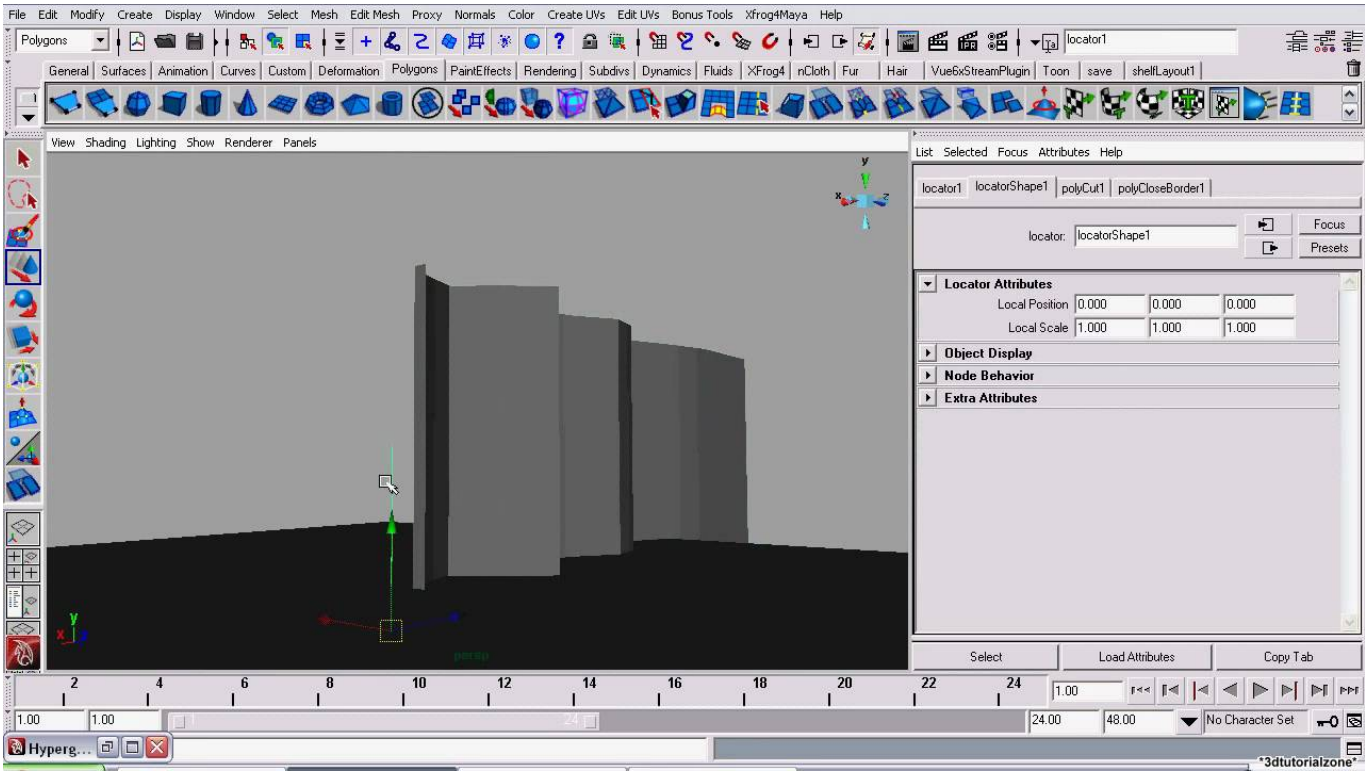 File Edit Modify Create Display Window Select Mesh Edit Mesh Proxy Normals Color Create UVs Edit UVs Bonus Tools Xfrog4Maya Help
Polygons locator1
General Surfaces Animation Curves Custom Deformation Polygons PaintEffects Rendering Subdivs Dynamics Fluids XFrog4 nCloth Fur Hair Vue6xStreamPlugin Toon save shelfLayout1
View Shading Lighting Show Renderer Panels
List Selected Focus Attributes Help
locator1 locatorShape1 polyCut1 polyCloseBorder1
locator: locatorShape1 Focus
Presets
Locator Attributes
Local Position 0.000 0.000 0.000
Local Scale 1.000 1.000 1.000
Object Display
Node Behavior
Extra Attributes
y
x z
y
x
persp
Select Load Attributes Copy Tab
2 4 6 8 10 12 14 16 18 20 22 24 1.00
1.00 1.00 1 24 24.00 48.00 No Character Set
Hyperg...
*3dtutorialzone*